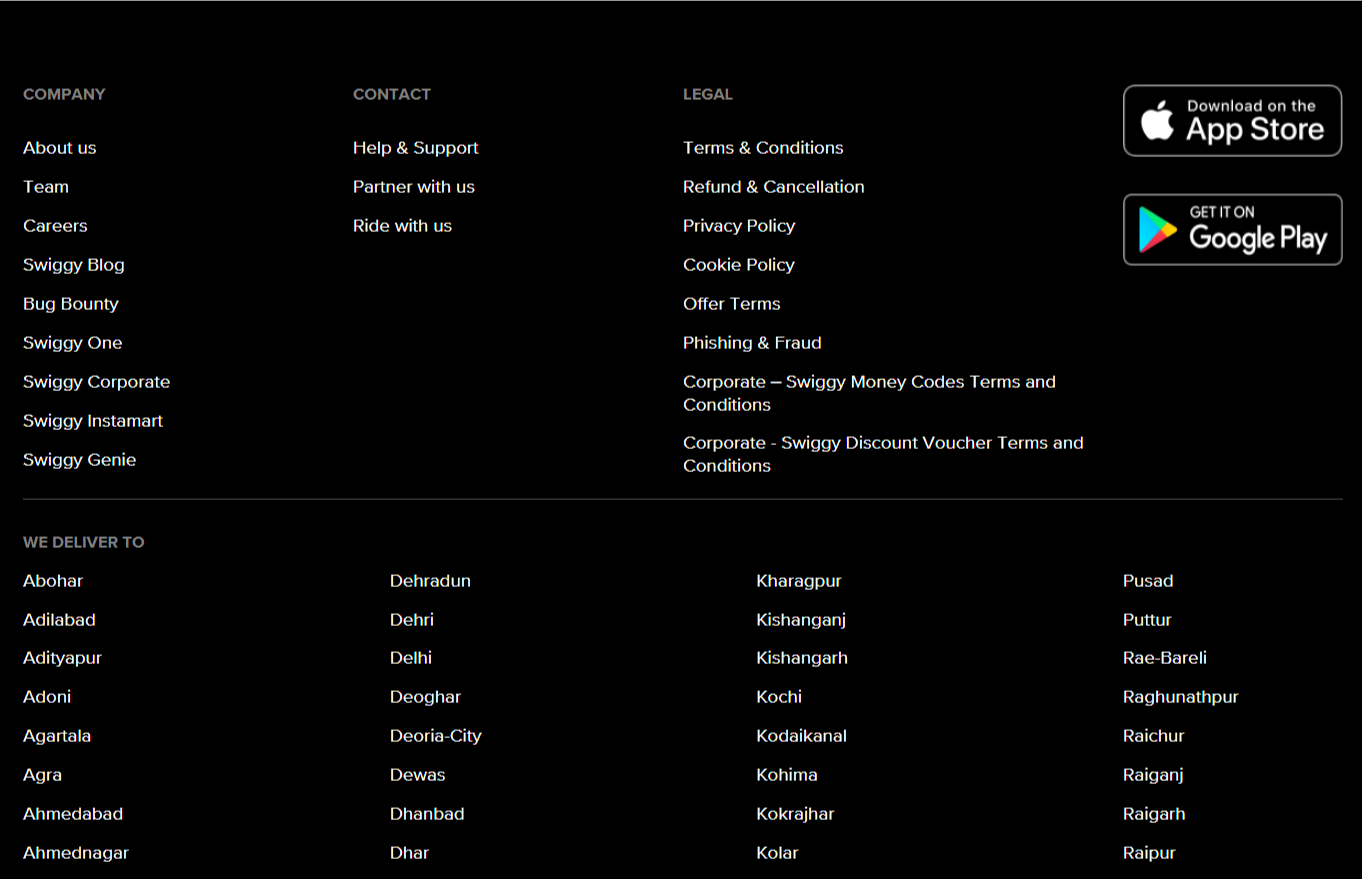 COMPANY
About us
Team
Careers
Swiggy Blog
Bug Bounty
Swiggy One
Swiggy Corporate
Swiggy Instamart
Swiggy Genie
CONTACT
Help & Support
Partner with us
Ride with us
LEGAL
Terms & Conditions
Refund & Cancellation
Privacy Policy
Cookie Policy
Offer Terms
Phishing & Fraud
Corporate – Swiggy Money Codes Terms and
Conditions
Corporate - Swiggy Discount Voucher Terms and
Conditions
Download on the
App Store
GET IT ON
Google Play
WE DELIVER TO
Abohar
Adilabad
Adityapur
Adoni
Agartala
Agra
Ahmedabad
Ahmednagar
Dehradun
Dehri
Delhi
Deoghar
Deoria-City
Dewas
Dhanbad
Dhar
Kharagpur
Kishanganj
Kishangarh
Kochi
Kodaikanal
Kohima
Kokrajhar
Kolar
Pusad
Puttur
Rae-Bareli
Raghunathpur
Raichur
Raiganj
Raigarh
Raipur